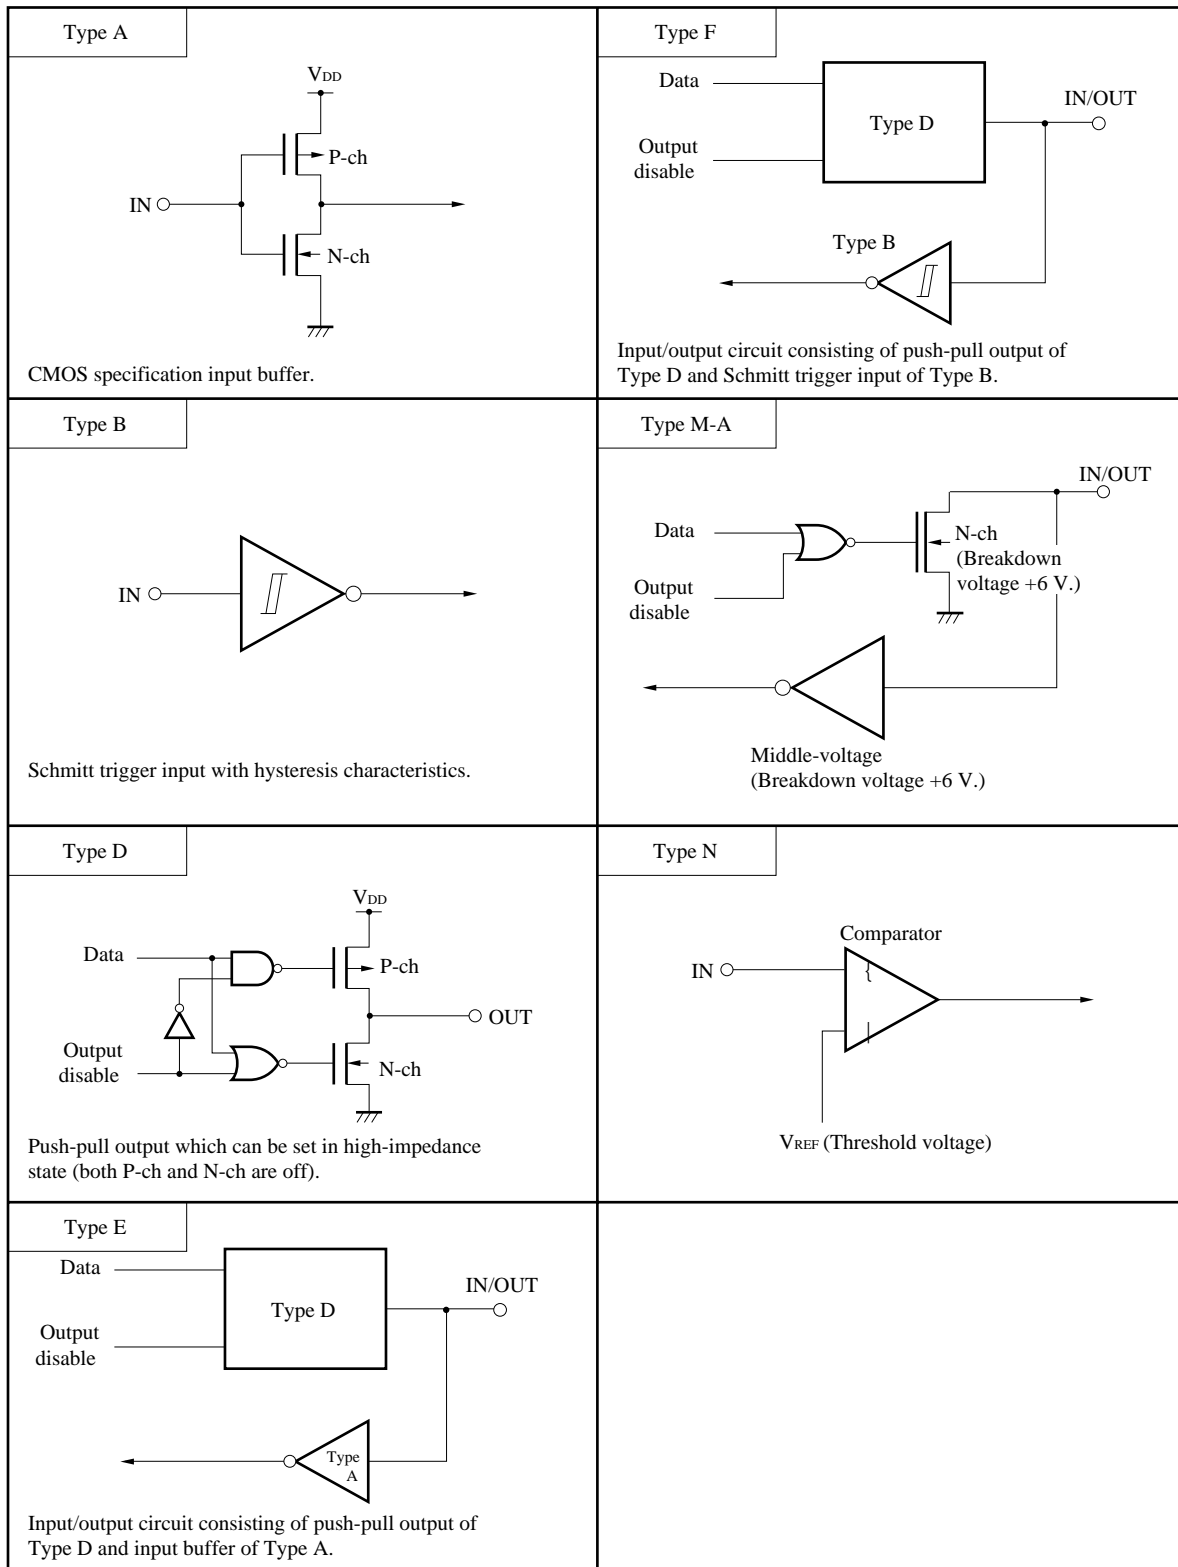 Type A
VDD
P-ch
IN
N-ch
CMOS specification input buffer.
Type F
Data
Type D
IN/OUT
Output
disable
Type B
Input/output circuit consisting of push-pull output of
Type D and Schmitt trigger input of Type B.
Type B
IN
Schmitt trigger input with hysteresis characteristics.
Type M-A
IN/OUT
Data
N-ch
(Breakdown
voltage +6 V.)
Output
disable
Middle-voltage
(Breakdown voltage +6 V.)
Type D
VDD
Data
P-ch
OUT
Output
disable
N-ch
Push-pull output which can be set in high-impedance
state (both P-ch and N-ch are off).
Type N
Comparator
IN
{
|
VREF (Threshold voltage)
Type E
Data
Type D
IN/OUT
Output
disable
Type
A
Input/output circuit consisting of push-pull output of
Type D and input buffer of Type A.